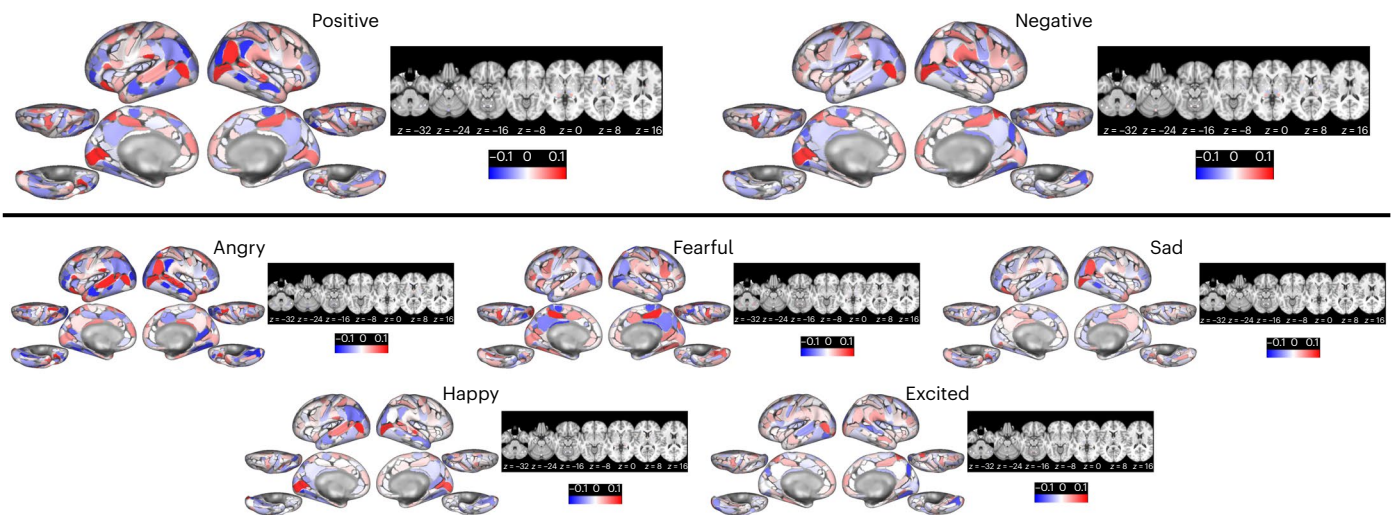 Positive
z = −32 z = −24 z = −16 z = −8 z = 0 z = 8 z = 16
−0.1 0 0.1
Negative
z = −32 z = −24 z = −16 z = −8 z = 0 z = 8 z = 16
−0.1 0 0.1
Angry
z = −32 z = −24 z = −16 z = −8 z = 0 z = 8 z = 16
−0.1 0 0.1
Fearful
z = −32 z = −24 z = −16 z = −8 z = 0 z = 8 z = 16
−0.1 0 0.1
Sad
z = −32 z = −24 z = −16 z = −8 z = 0 z = 8 z = 16
−0.1 0 0.1
Happy
z = −32 z = −24 z = −16 z = −8 z = 0 z = 8 z = 16
−0.1 0 0.1
Excited
z = −32 z = −24 z = −16 z = −8 z = 0 z = 8 z = 16
−0.1 0 0.1